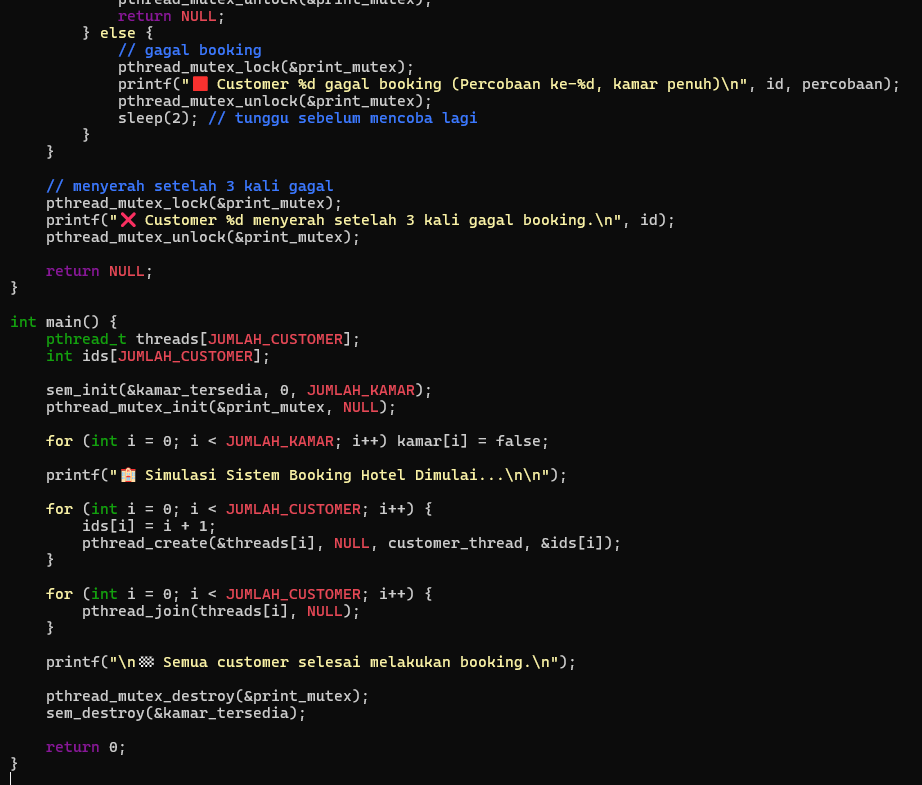 pthread_mutex_unlock(&print_mutex);
            return NULL;
        } else {
            // gagal booking
            pthread_mutex_lock(&print_mutex);
            printf("🟥 Customer %d gagal booking (Percobaan ke-%d, kamar penuh)\n", id, percobaan);
            pthread_mutex_unlock(&print_mutex);
            sleep(2); // tunggu sebelum mencoba lagi
        }
    }

    // menyerah setelah 3 kali gagal
    pthread_mutex_lock(&print_mutex);
    printf("❌ Customer %d menyerah setelah 3 kali gagal booking.\n", id);
    pthread_mutex_unlock(&print_mutex);

    return NULL;
}

int main() {
    pthread_t threads[JUMLAH_CUSTOMER];
    int ids[JUMLAH_CUSTOMER];

    sem_init(&kamar_tersedia, 0, JUMLAH_KAMAR);
    pthread_mutex_init(&print_mutex, NULL);

    for (int i = 0; i < JUMLAH_KAMAR; i++) kamar[i] = false;

    printf("🏨 Simulasi Sistem Booking Hotel Dimulai...\n\n");

    for (int i = 0; i < JUMLAH_CUSTOMER; i++) {
        ids[i] = i + 1;
        pthread_create(&threads[i], NULL, customer_thread, &ids[i]);
    }

    for (int i = 0; i < JUMLAH_CUSTOMER; i++) {
        pthread_join(threads[i], NULL);
    }

    printf("\n🏁 Semua customer selesai melakukan booking.\n");

    pthread_mutex_destroy(&print_mutex);
    sem_destroy(&kamar_tersedia);

    return 0;
}